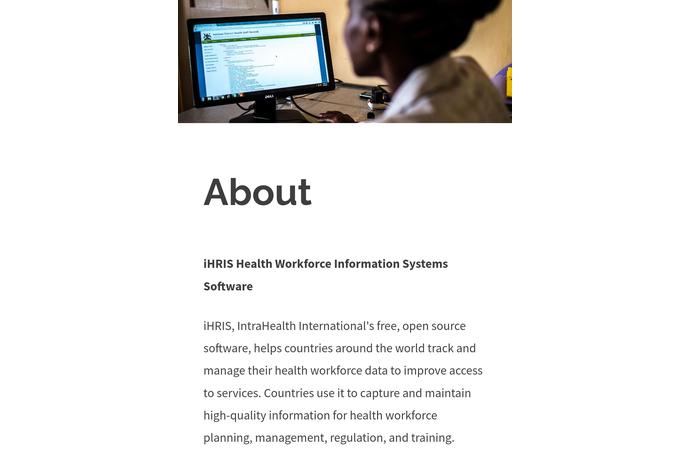 DELL
About
iHRIS Health Workforce Information Systems
Software
iHRIS, IntraHealth International's free, open source
software, helps countries around the world track and
manage their health workforce data to improve access
to services. Countries use it to capture and maintain
high-quality information for health workforce
planning, management, regulation, and training.